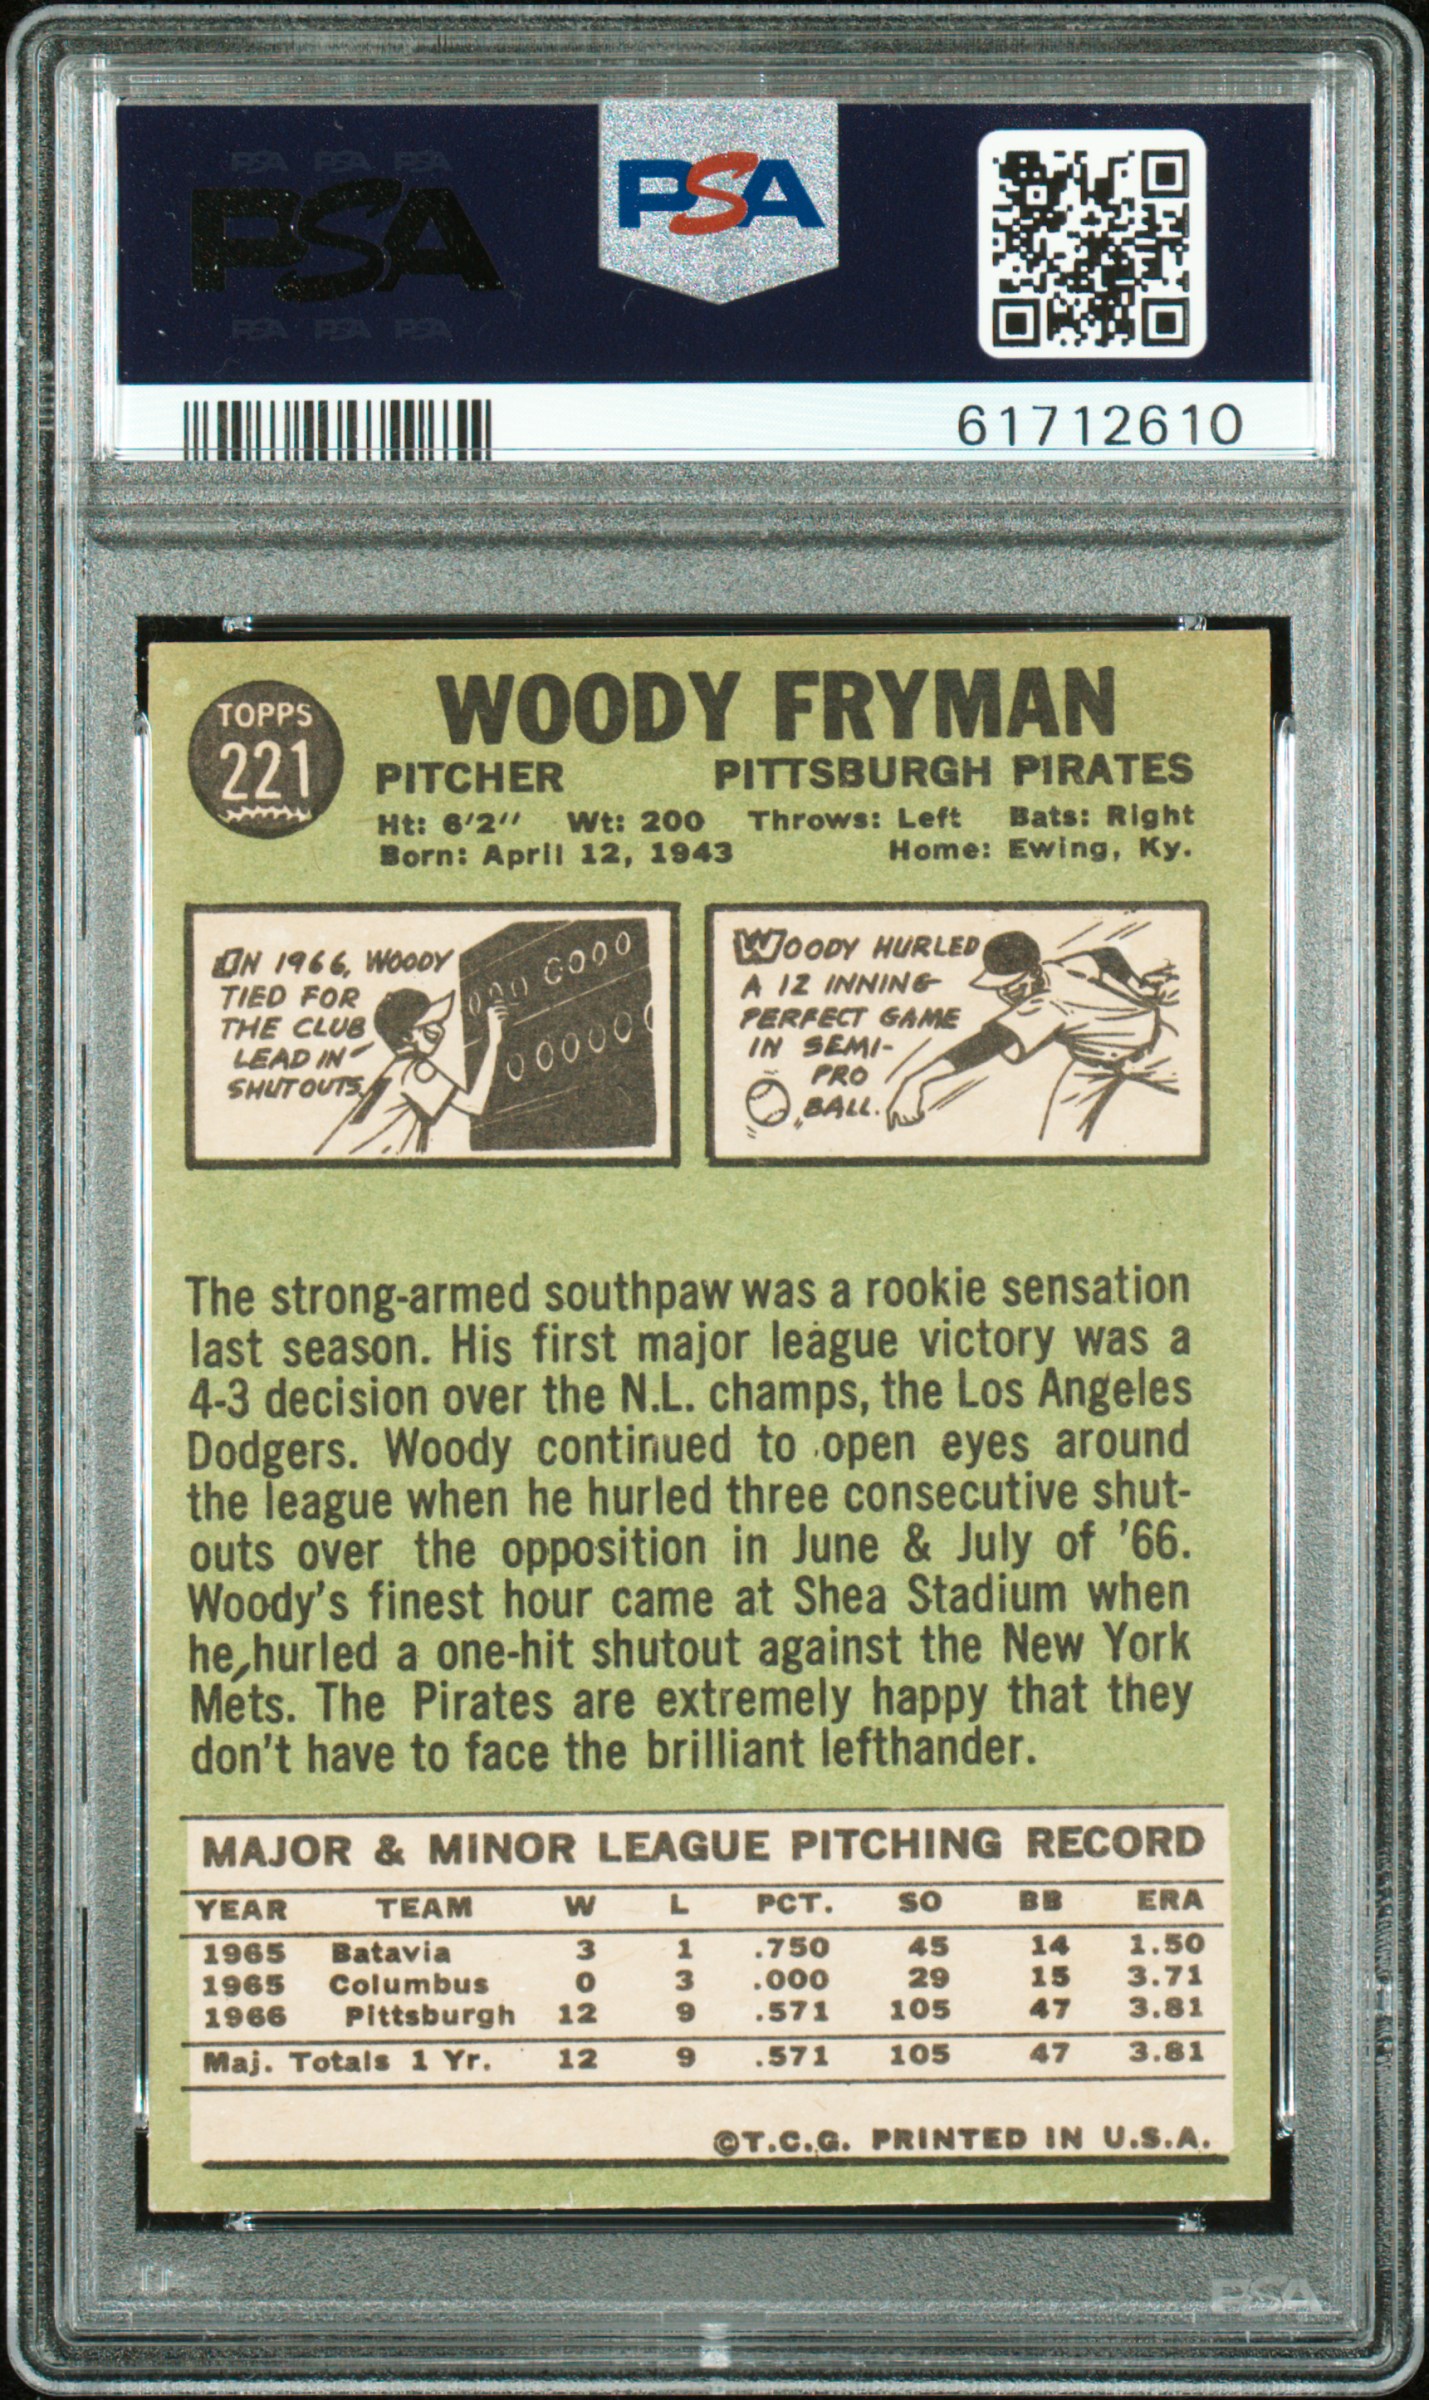 PSA PSA PSA
PSA
PSA PSA PSA
PSA
61712610
TOPPS
221
WOODY FRYMAN
PITCHER PITTSBURGH PIRATES
Ht: 6'2" Wt: 200 Throws: Left Bats: Right
Born: April 12, 1943 Home: Ewing, Ky.
IN 1966, WOODY
TIED FOR
THE CLUB
LEAD IN
SHUTOUTS.
WOODY HURLED
A 12 INNING
PERFECT GAME
IN SEMI-
PRO
BALL.
The strong-armed southpaw was a rookie sensation
last season. His first major league victory was a
4-3 decision over the N.L. champs, the Los Angeles
Dodgers. Woody continued to open eyes around
the league when he hurled three consecutive shut-
outs over the opposition in June & July of '66.
Woody's finest hour came at Shea Stadium when
he hurled a one-hit shutout against the New York
Mets. The Pirates are extremely happy that they
don't have to face the brilliant lefthander.
MAJOR & MINOR LEAGUE PITCHING RECORD
YEAR TEAM W L PCT. SO BB ERA
1965 Batavia 3 1 .750 45 14 1.50
1965 Columbus 0 3 .000 29 15 3.71
1966 Pittsburgh 12 9 .571 105 47 3.81
Maj. Totals 1 Yr. 12 9 .571 105 47 3.81
©T.C.G. PRINTED IN U.S.A.
PSA